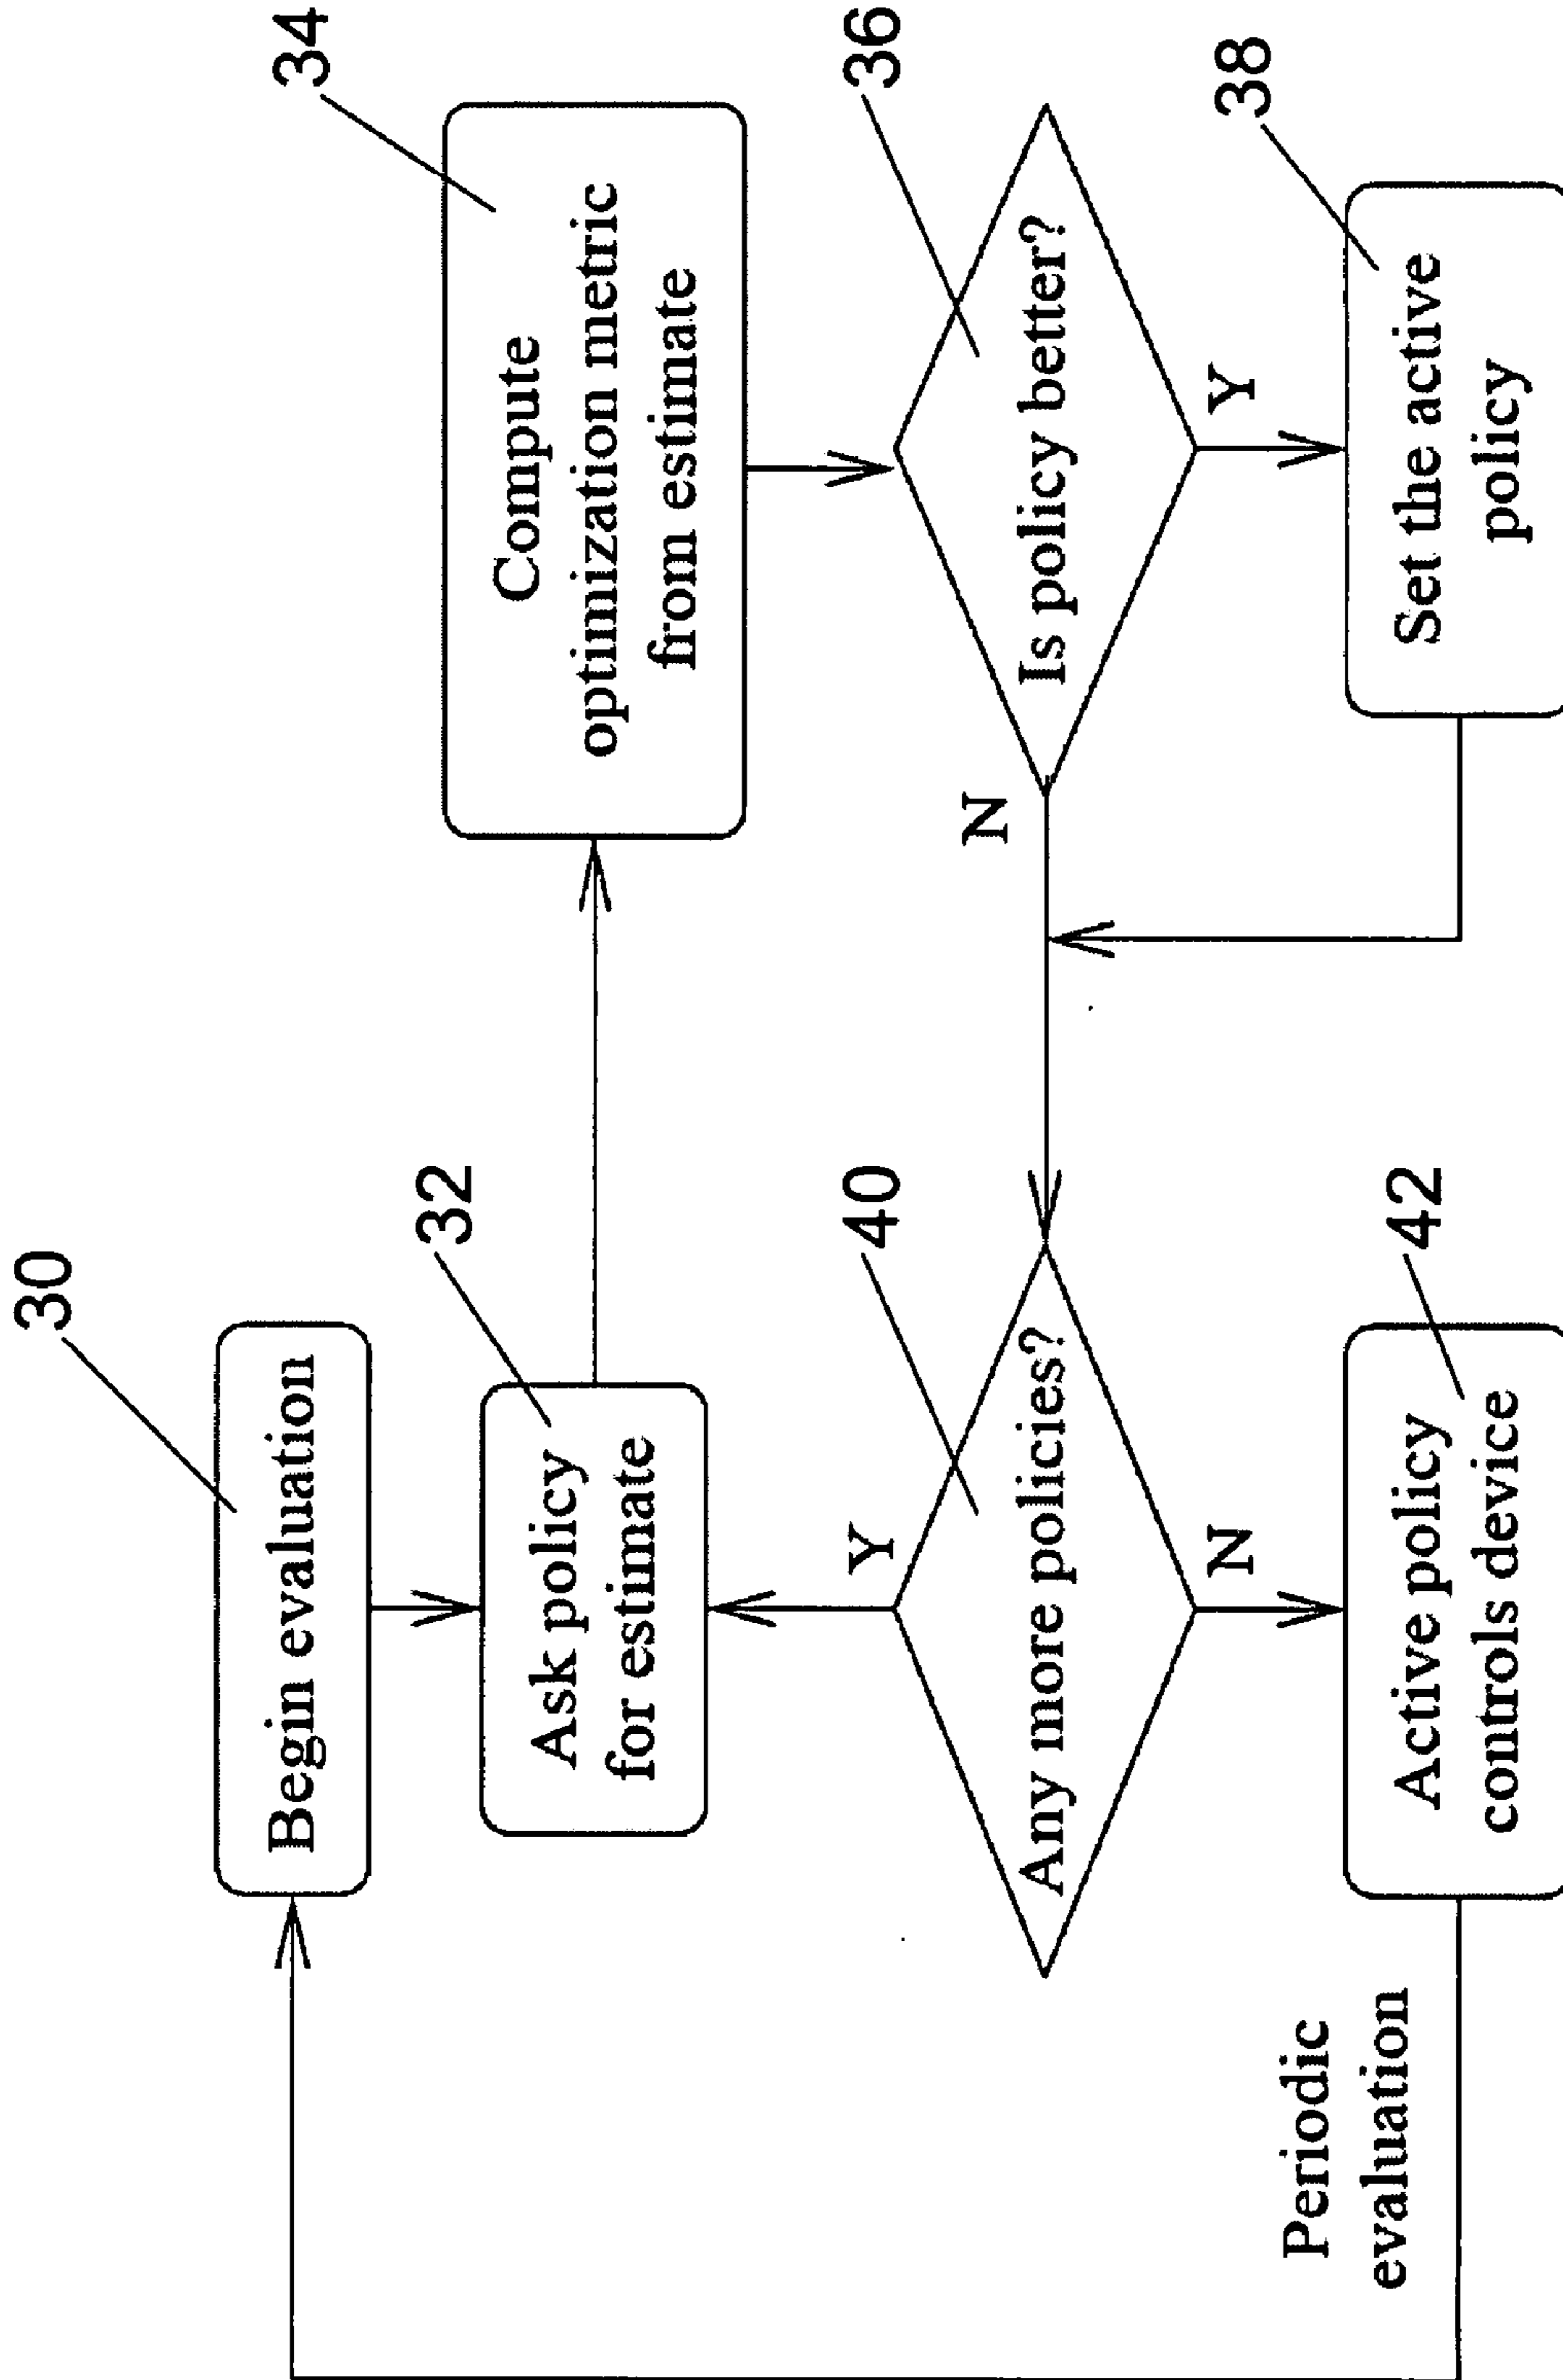 30
Begin evaluation
32
Ask policy
for estimate
34
Compute
optimization metric
from estimate
36
Is policy better?
Y
N
38
Set the active
policy
40
Any more policies?
Y
N
42
Active policy
controls device
Periodic
evaluation